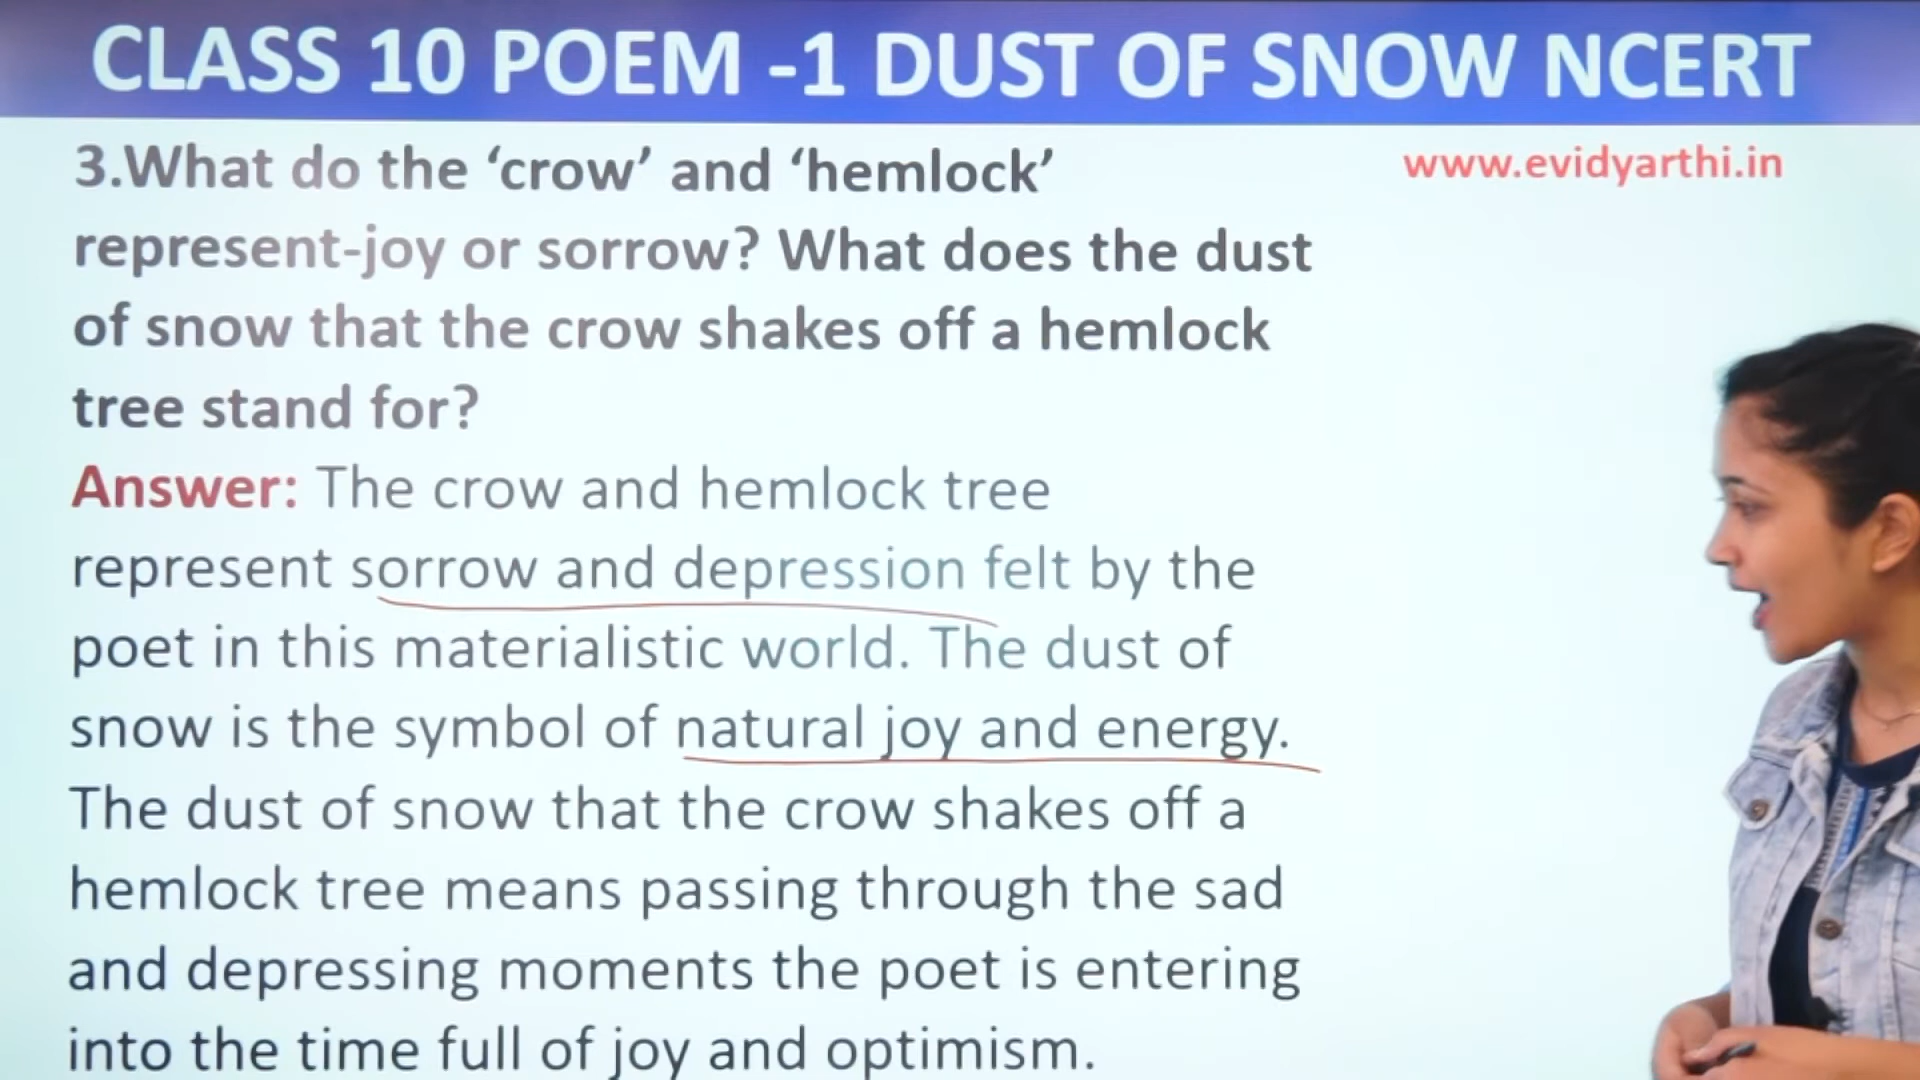 CLASS 10 POEM -1 DUST OF SNOW NCERT
www.evidyarthi.in
3.What do the ‘crow’ and ‘hemlock’
represent-joy or sorrow? What does the dust
of snow that the crow shakes off a hemlock
tree stand for?
Answer: The crow and hemlock tree
represent sorrow and depression felt by the
poet in this materialistic world. The dust of
snow is the symbol of natural joy and energy.
The dust of snow that the crow shakes off a
hemlock tree means passing through the sad
and depressing moments the poet is entering
into the time full of joy and optimism.